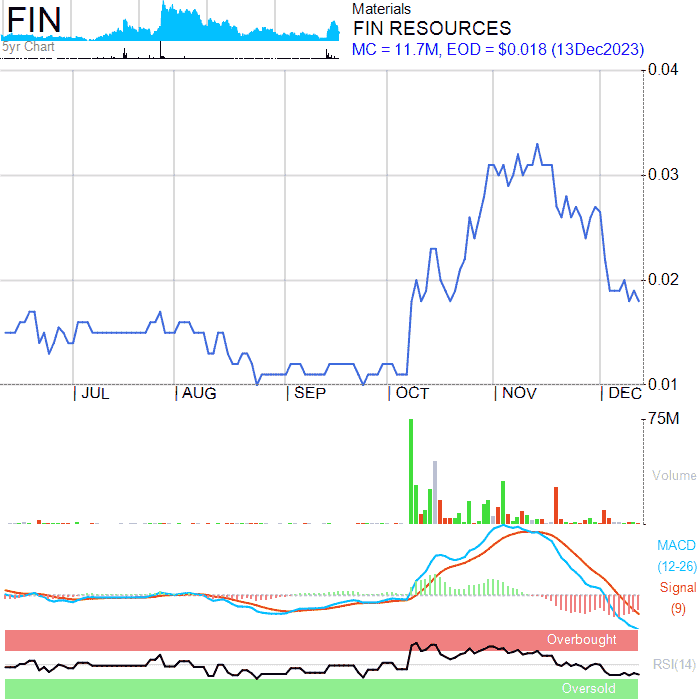 FIN
5yr Chart
Materials
FIN RESOURCES
MC = 11.7M, EOD = $0.018 (13Dec2023)
0.04
0.03
0.02
0.01
JUL AUG SEP OCT NOV DEC
75M
Volume
MACD
(12-26)
Signal
(9)
Overbought
RSI(14)
Oversold